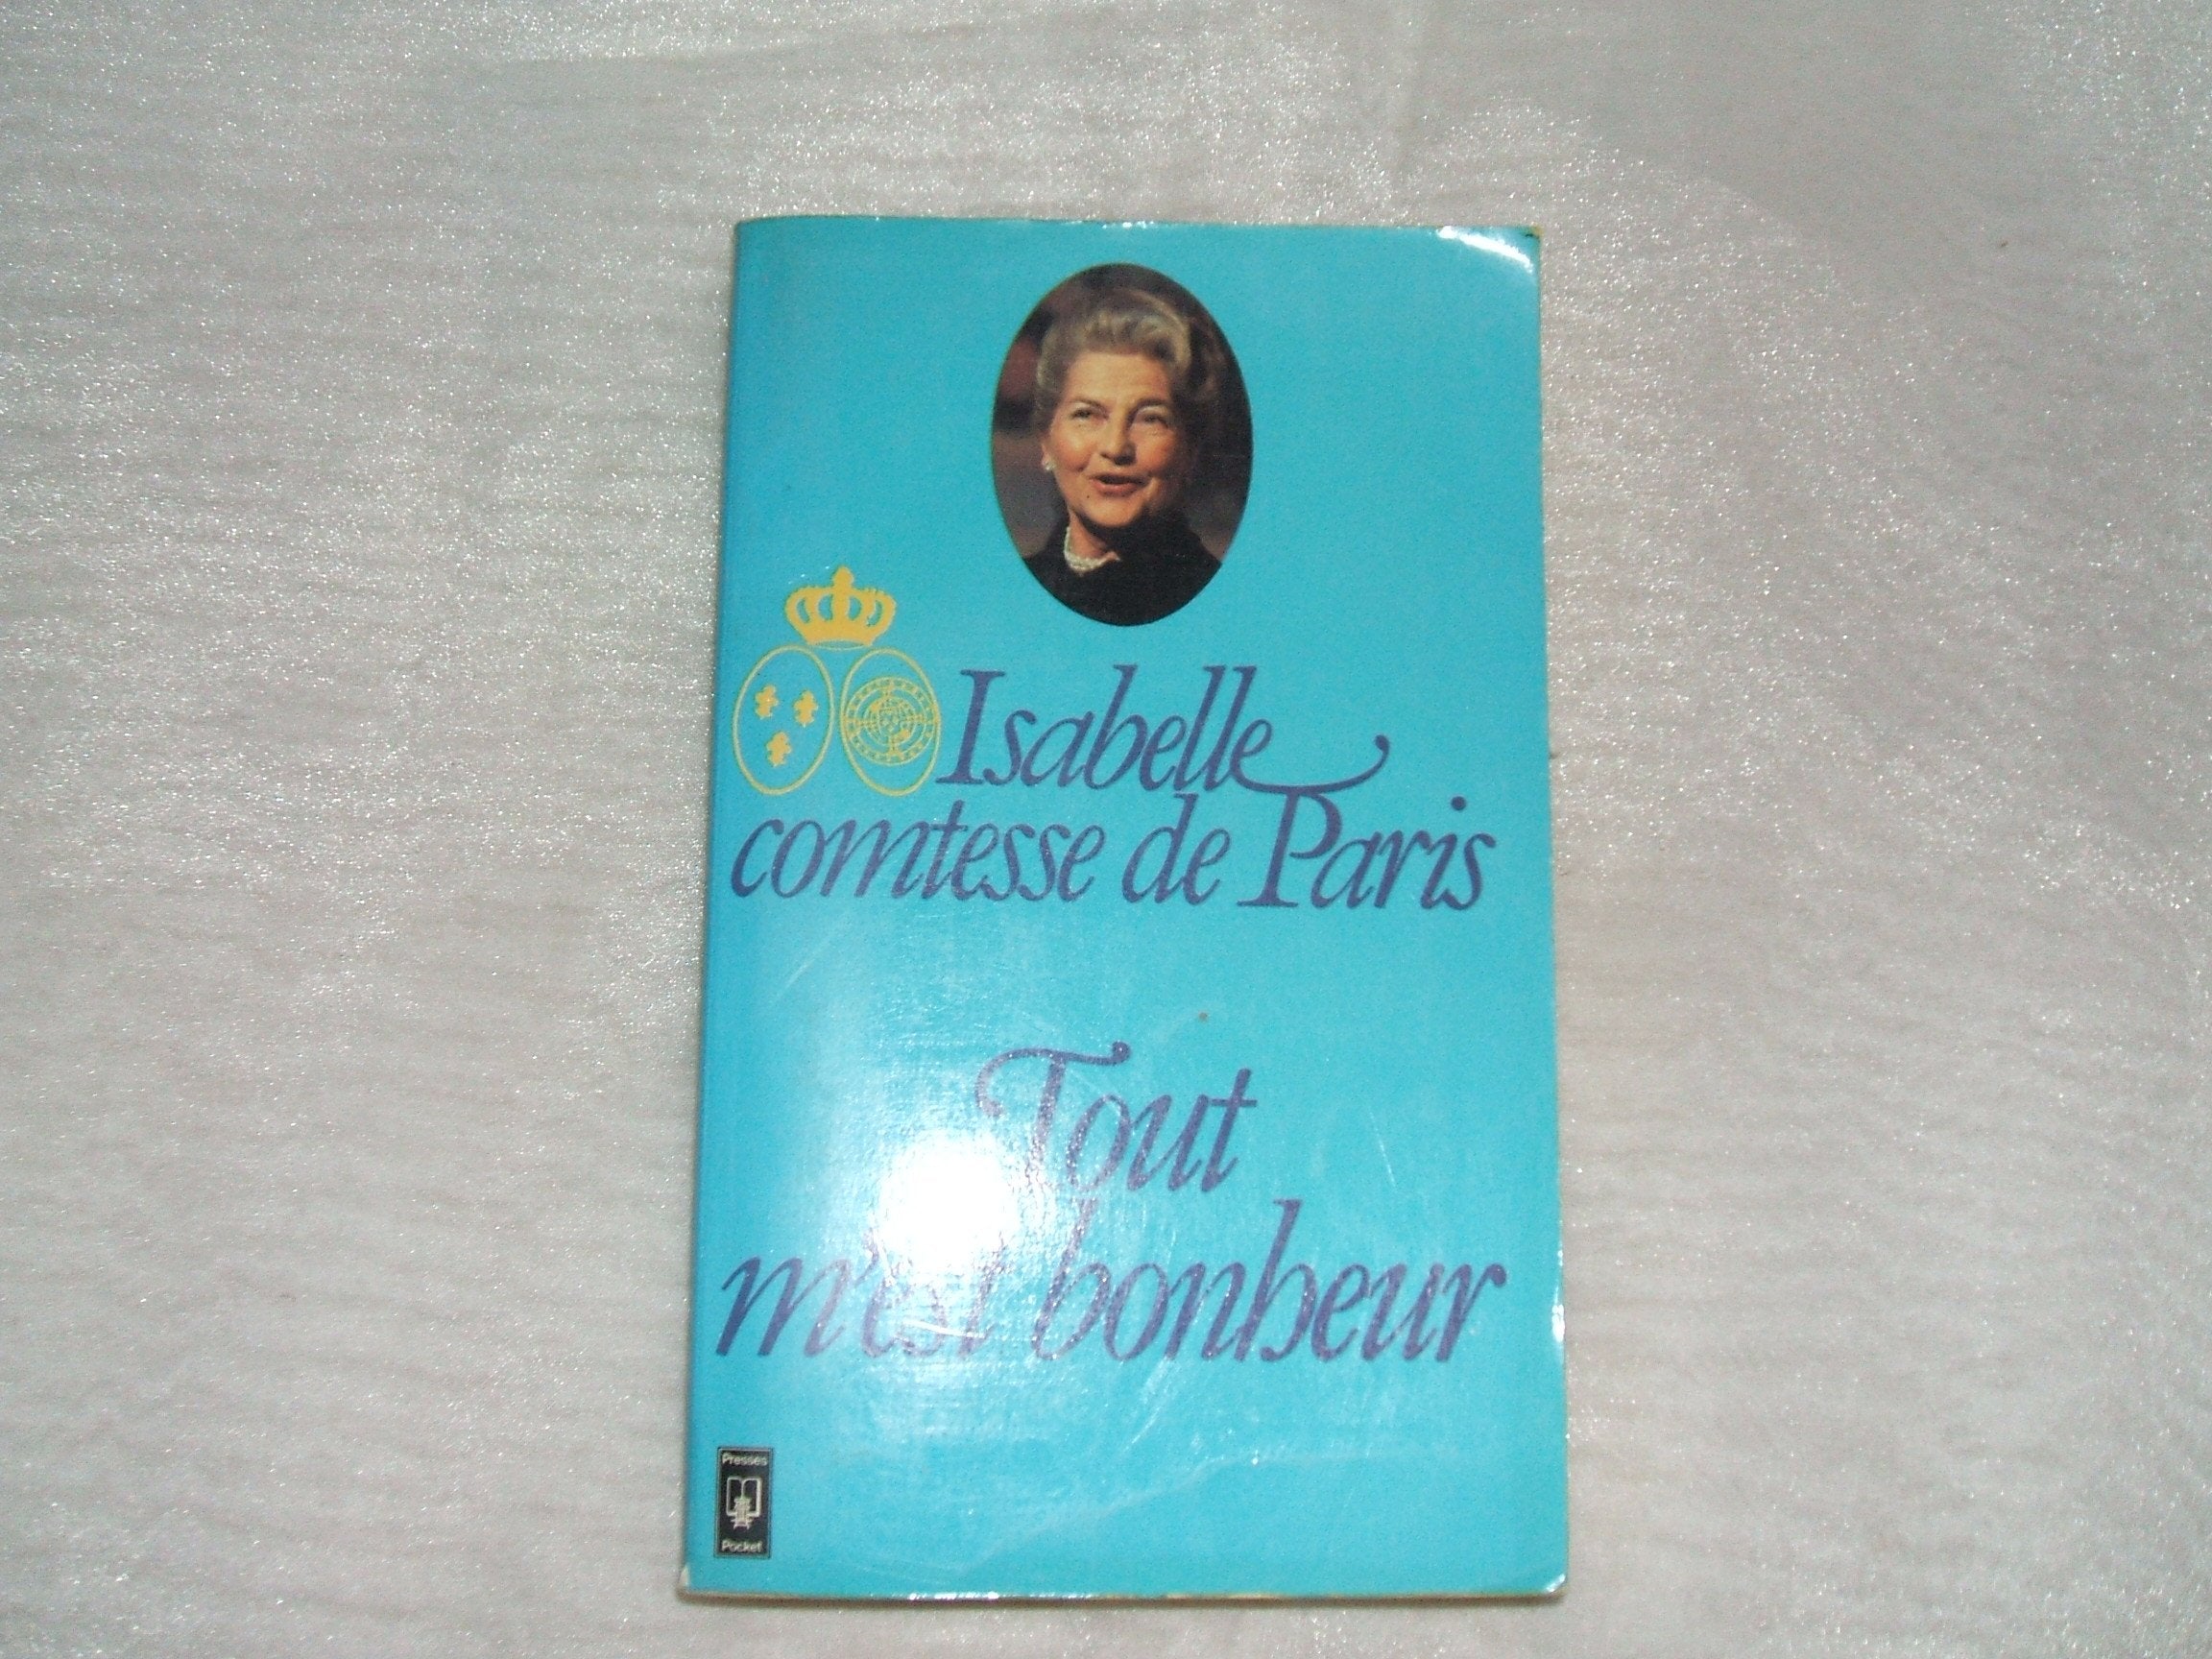 Isabelle
comtesse de Paris
Tout
m'est bonheur
Presses
Pocket